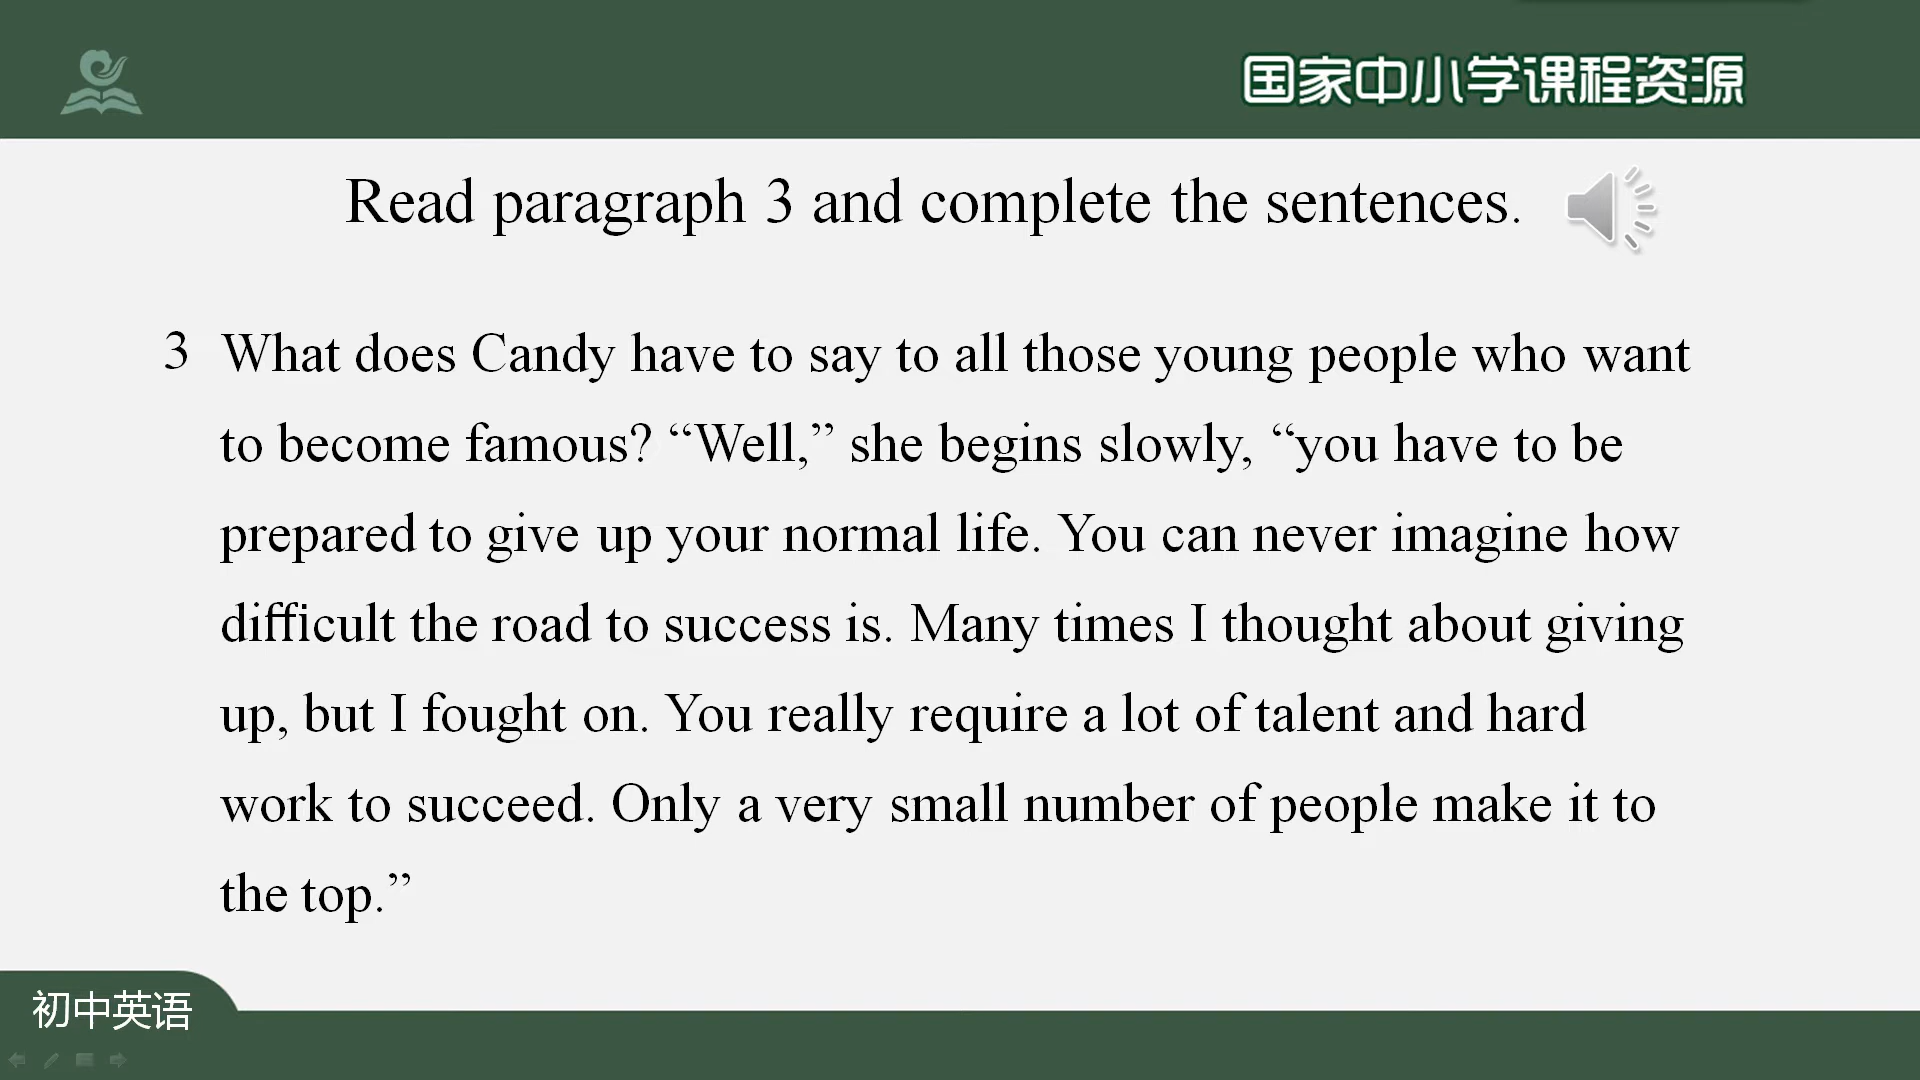 国家中小学课程资源
Read paragraph 3 and complete the sentences.
3 What does Candy have to say to all those young people who want
to become famous? “Well,” she begins slowly, “you have to be
prepared to give up your normal life. You can never imagine how
difficult the road to success is. Many times I thought about giving
up, but I fought on. You really require a lot of talent and hard
work to succeed. Only a very small number of people make it to
the top.”
初中英语